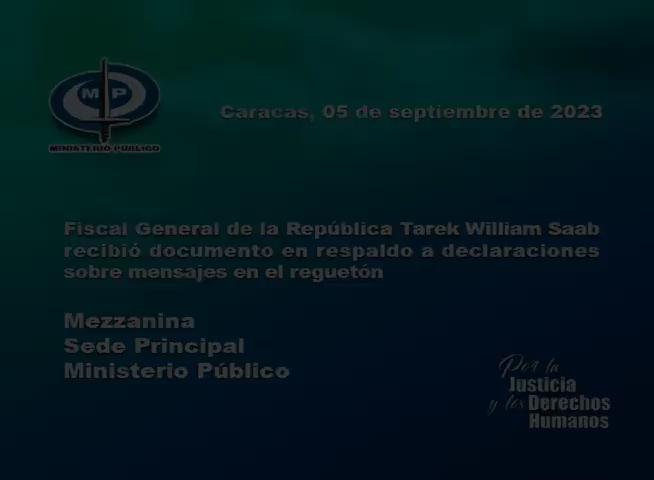 MP
MINISTERIO PÚBLICO
Caracas, 05 de septiembre de 2023
Fiscal General de la República Tarek William Saab
recibió documento en respaldo a declaraciones
sobre mensajes en el reguetón
Mezzanina
Sede Principal
Ministerio Público
Por la
Justicia
y los Derechos
Humanos